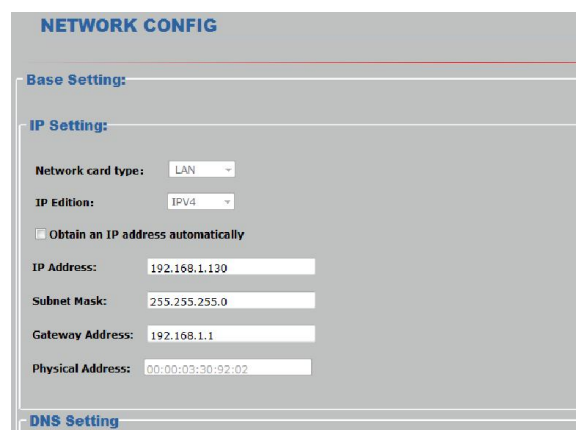 NETWORK CONFIG
Base Setting:
IP Setting:
Network card type: LAN
IP Edition: IPV4
Obtain an IP address automatically
IP Address: 192.168.1.130
Subnet Mask: 255.255.255.0
Gateway Address: 192.168.1.1
Physical Address: 00:00:03:30:92:02
DNS Setting